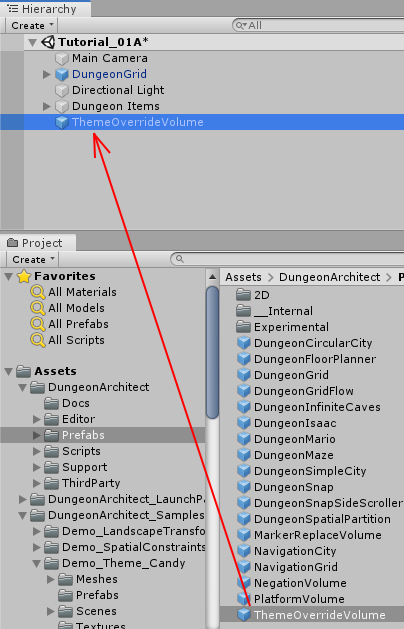 Hierarchy
Create
All
Tutorial_01A*
Main Camera
DungeonGrid
Directional Light
Dungeon Items
ThemeOverrideVolume
Project
Create
Favorites
All Materials
All Models
All Prefabs
All Scripts
Assets
DungeonArchitect
Docs
Editor
Prefabs
Scripts
Support
ThirdParty
DungeonArchitect_LaunchPa
DungeonArchitect_Samples
Demo_LandscapeTransfo
Demo_SpatialConstraints
Demo_Theme_Candy
Meshes
Prefabs
Scenes
Textures
Assets > DungeonArchitect > P
2D
__Internal
Experimental
DungeonCircularCity
DungeonFloorPlanner
DungeonGrid
DungeonGridFlow
DungeonInfiniteCaves
DungeonIsaac
DungeonMario
DungeonMaze
DungeonSimpleCity
DungeonSnap
DungeonSnapSideScroller
DungeonSpatialPartition
MarkerReplaceVolume
NavigationCity
NavigationGrid
NegationVolume
PlatformVolume
ThemeOverrideVolume